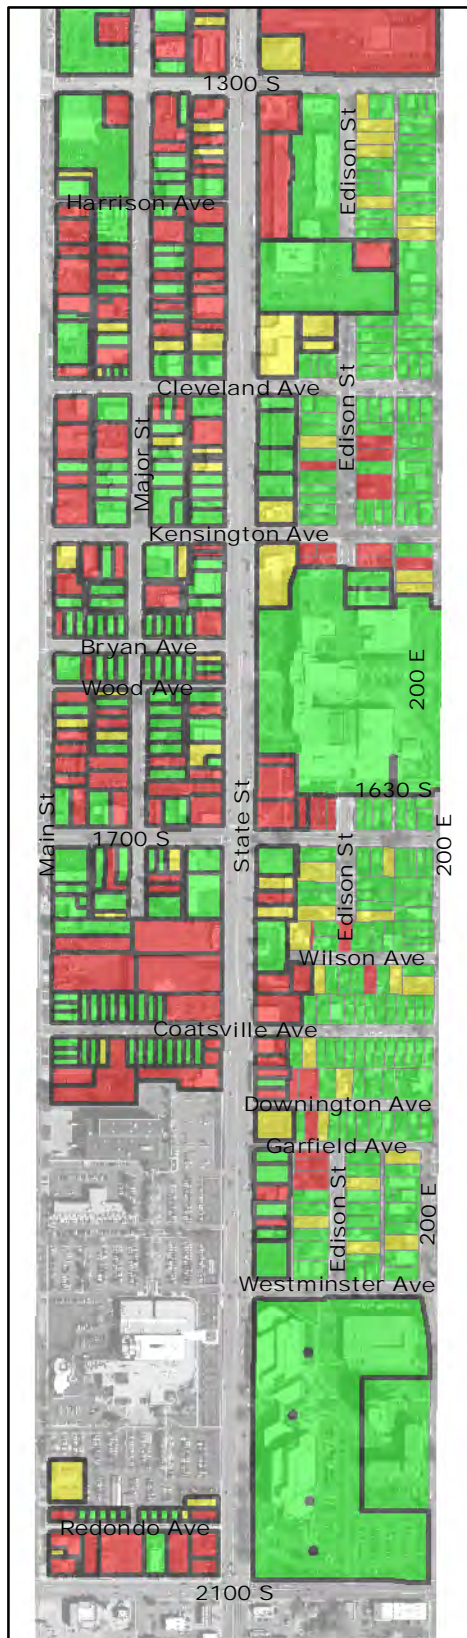 1300 S
Edison St
Harrison Ave
Cleveland Ave
Edison St
Major St
Kensington Ave
Bryan Ave
200 E
Wood Ave
1630 S
Main St
State St
1700 S
200 E
Edison St
Wilson Ave
Coatsville Ave
Downington Ave
Garfield Ave
Edison St
200 E
Westminster Ave
Redondo Ave
2100 S